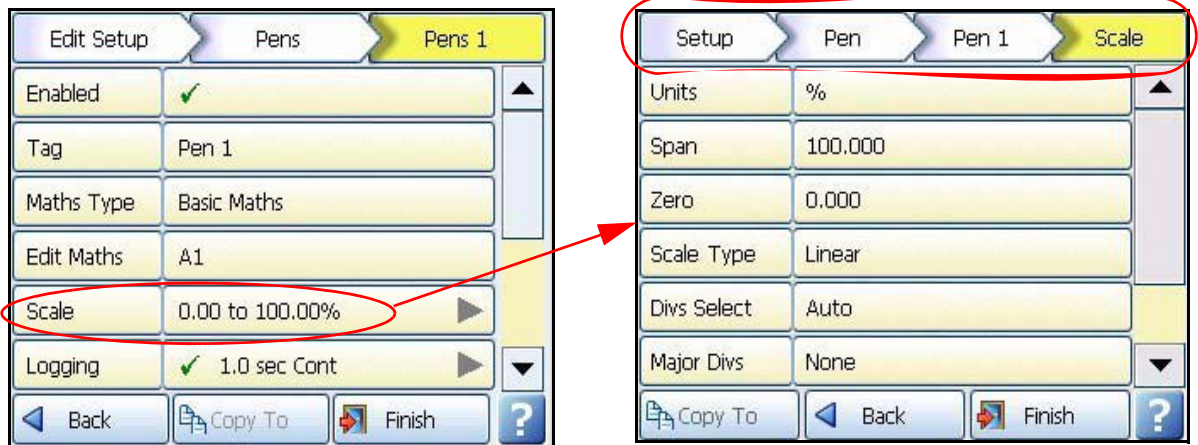 Edit Setup Pens Pens 1
Enabled
Tag Pen 1
Maths Type Basic Maths
Edit Maths A1
Scale 0.00 to 100.00%
Logging 1.0 sec Cont
Back Copy To Finish ?
Setup Pen Pen 1 Scale
Units %
Span 100.000
Zero 0.000
Scale Type Linear
Divs Select Auto
Major Divs None
Copy To Back Finish ?